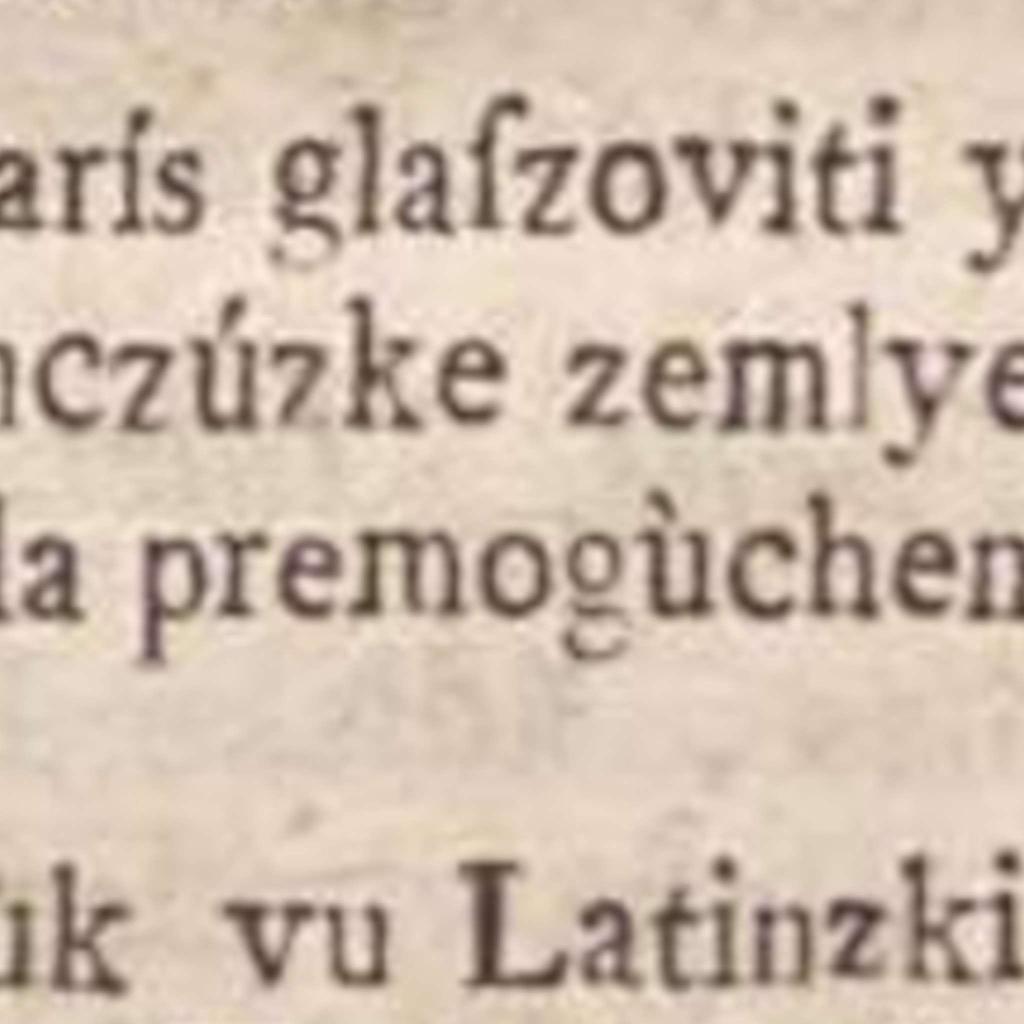 arís glaſzoviti y
nczúzke zemlye
la premogùchen
ik vu Latinzki